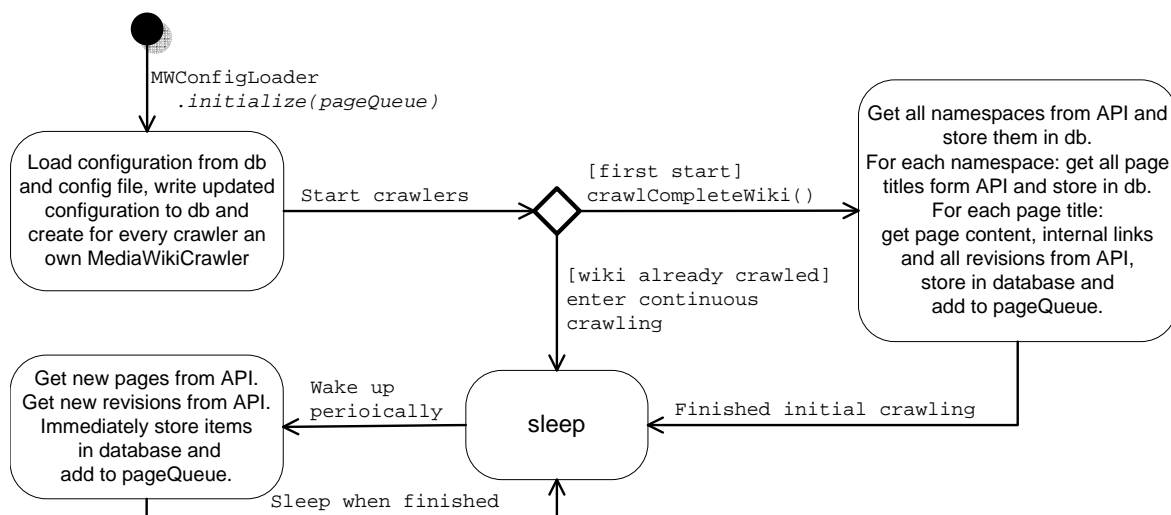 MWConfigLoader
.initialize(pageQueue)
Load configuration from db
and config file, write updated
configuration to db and
create for every crawler an
own MediaWikiCrawler
Start crawlers
[first start]
crawlCompleteWiki()
Get all namespaces from API and
store them in db.
For each namespace: get all page
titles form API and store in db.
For each page title:
get page content, internal links
and all revisions from API,
store in database and
add to pageQueue.
[wiki already crawled]
enter continuous
crawling
Get new pages from API.
Get new revisions from API.
Immediately store items
in database and
add to pageQueue.
Wake up
perioically
sleep
Finished initial crawling
Sleep when finished